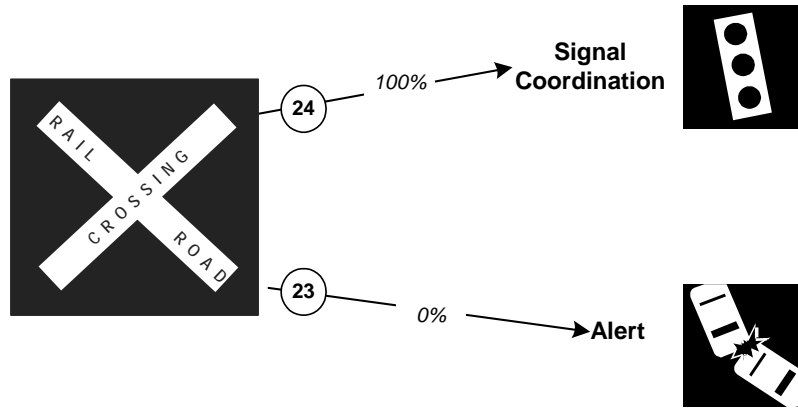 RAIL
CROSSING
ROAD
24
100%
Signal
Coordination
23
0%
Alert